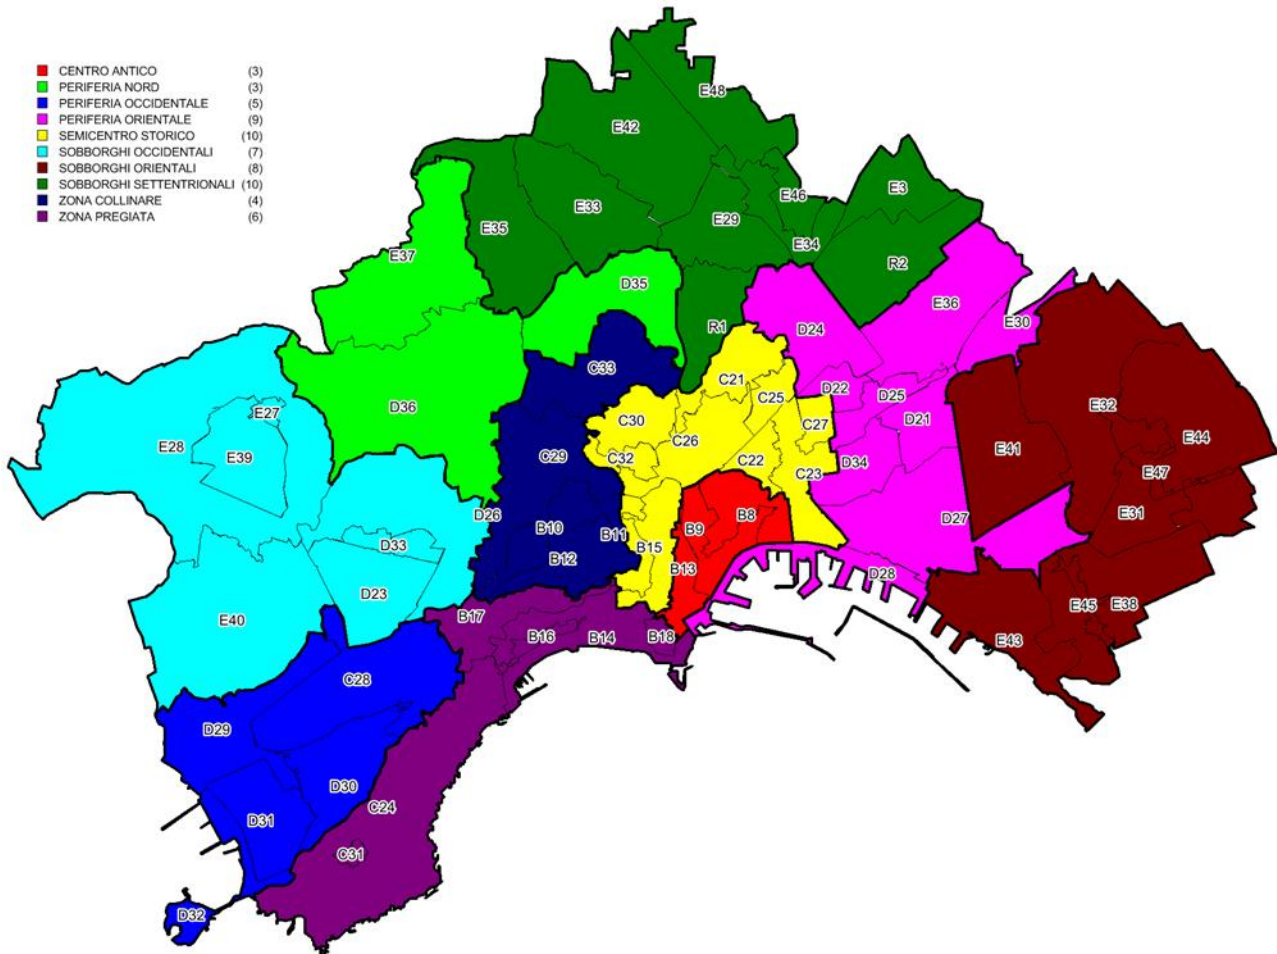 CENTRO ANTICO (3)
PERIFERIA NORD (3)
PERIFERIA OCCIDENTALE (5)
PERIFERIA ORIENTALE (9)
SEMICENTRO STORICO (10)
SOBBORGHI OCCIDENTALI (7)
SOBBORGHI ORIENTALI (8)
SOBBORGHI SETTENTRIONALI (10)
ZONA COLLINARE (4)
ZONA PREGIATA (6)
E48
E42
E3
E46
E33
E29
E35
E34
E37
R2
D35
E36
E30
R1
D24
C33
C21
D22
D25
C25
E32
D36
E27
C30
D21
C27
E28
C26
E44
E41
E39
C29
C32
C22
D34
C23
E47
D26
B8
E31
D27
B10
B11
B9
D33
B15
B12
B13
D28
D23
E45
E38
B17
E40
B16
B14
B18
E43
C28
D29
D30
C24
D31
C31
D32